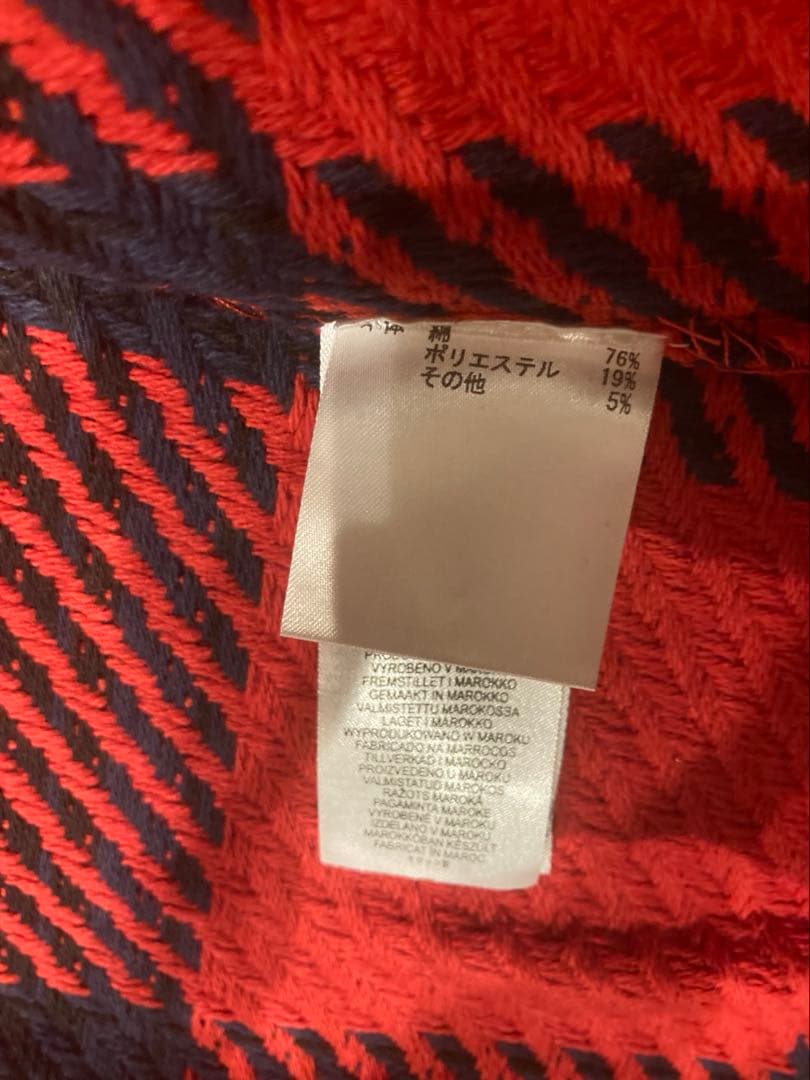 綿 76%
ポリエステル 19%
その他 5%
VYROBENO V MAROKU
FREMSTILLET I MAROKKO
GEMAAKT IN MAROKKO
VALMISTETTU MAROKOSSA
LAGET I MAROKKO
WYPRODUKOWANO W MAROKU
FABRICADO NA MARROCOS
TILLVERKAD I MAROCKO
PROIZVEDENO U MAROKU
VALMISTATUD MAROKOS
RAŽOTS MAROKĀ
PAGAMINTA MAROKE
VYROBENÉ V MAROKU
IZDELANO V MAROKU
MAROKKÓBAN KÉSZÜLT
FABRICAT IN MAROC